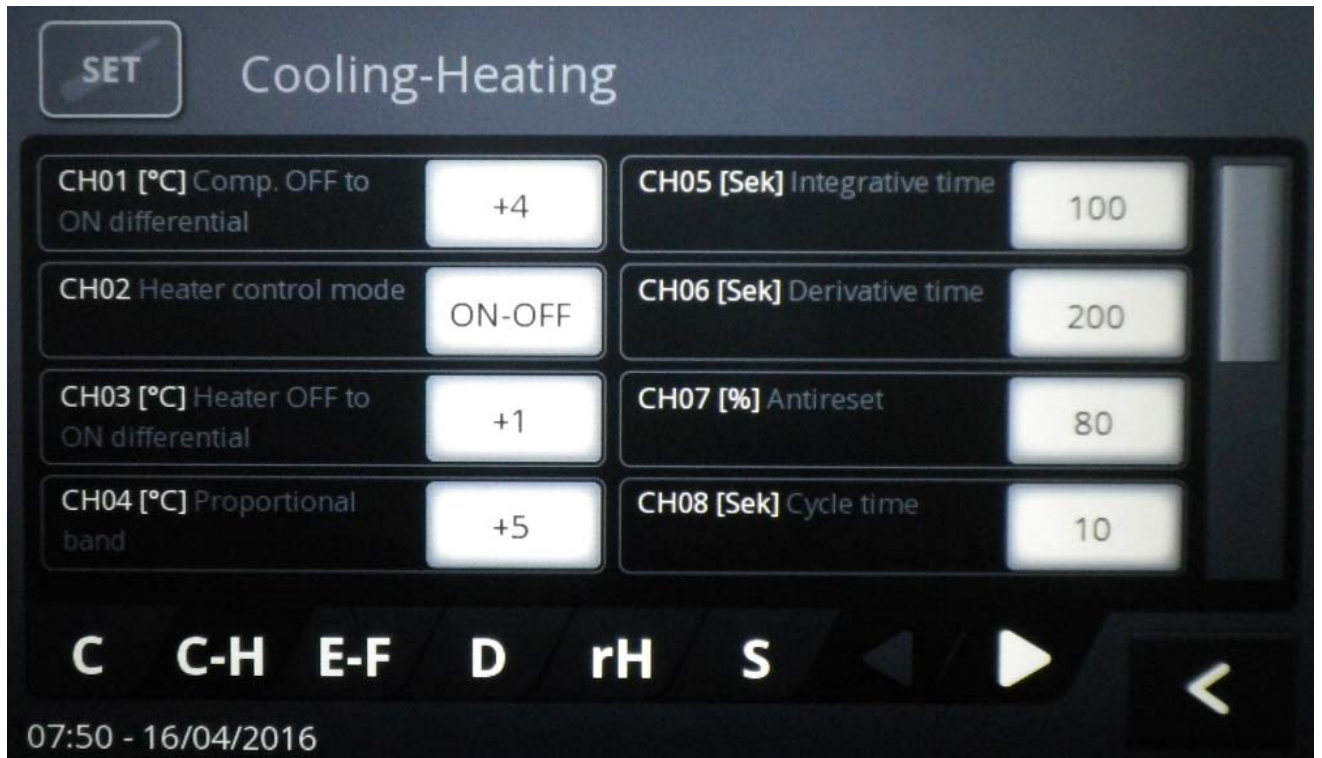 SET
Cooling-Heating
CH01 [°C] Comp. OFF to
ON differential
+4
CH02 Heater control mode
ON-OFF
CH03 [°C] Heater OFF to
ON differential
+1
CH04 [°C] Proportional
band
+5
CH05 [Sek] Integrative time
100
CH06 [Sek] Derivative time
200
CH07 [%] Antireset
80
CH08 [Sek] Cycle time
10
C C-H E-F D rH S
07:50 - 16/04/2016